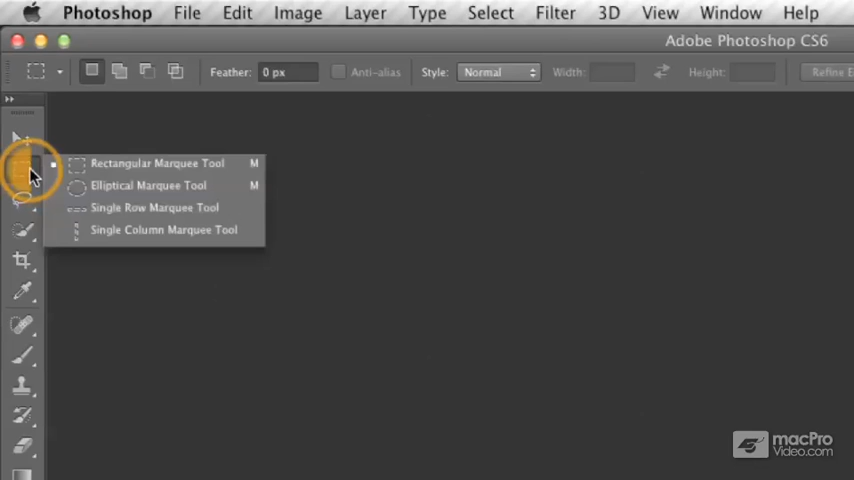 Photoshop File Edit Image Layer Type Select Filter 3D View Window Help
Adobe Photoshop CS6
Feather: 0 px Anti-alias Style: Normal Width: Height: Refine E
Rectangular Marquee Tool M
Elliptical Marquee Tool M
Single Row Marquee Tool
Single Column Marquee Tool
macPro
Video.com